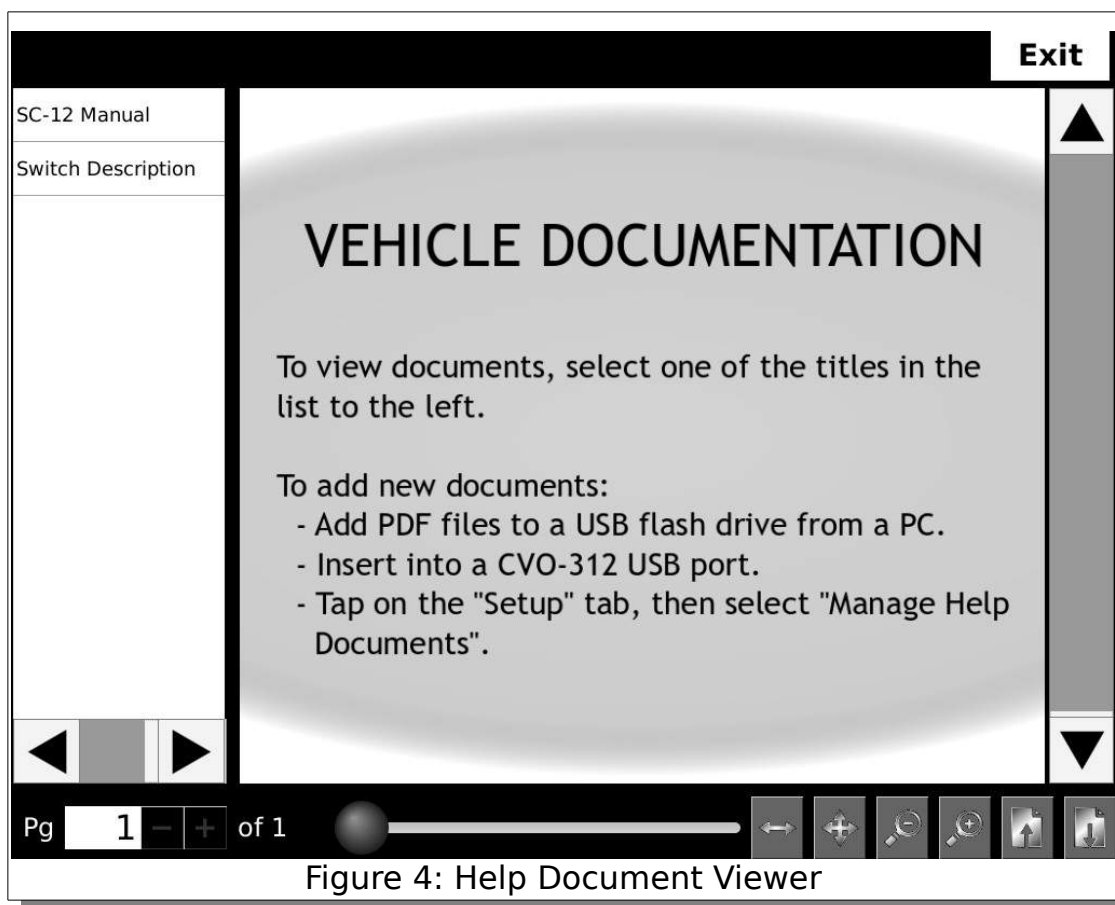 Exit
SC-12 Manual
Switch Description
VEHICLE DOCUMENTATION
To view documents, select one of the titles in the
list to the left.
To add new documents:
- Add PDF files to a USB flash drive from a PC.
- Insert into a CVO-312 USB port.
- Tap on the "Setup" tab, then select "Manage Help
Documents".
Pg 1 - + of 1
Figure 4: Help Document Viewer